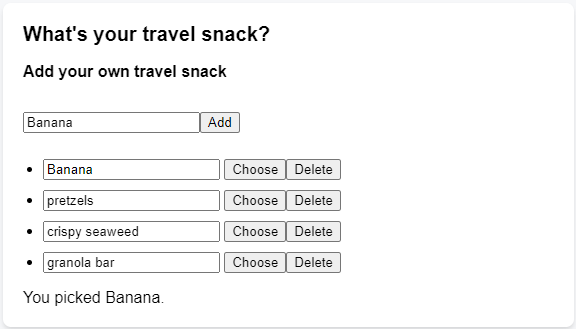 What's your travel snack?
Add your own travel snack
Banana Add
Banana Choose Delete
pretzels Choose Delete
crispy seaweed Choose Delete
granola bar Choose Delete
You picked Banana.